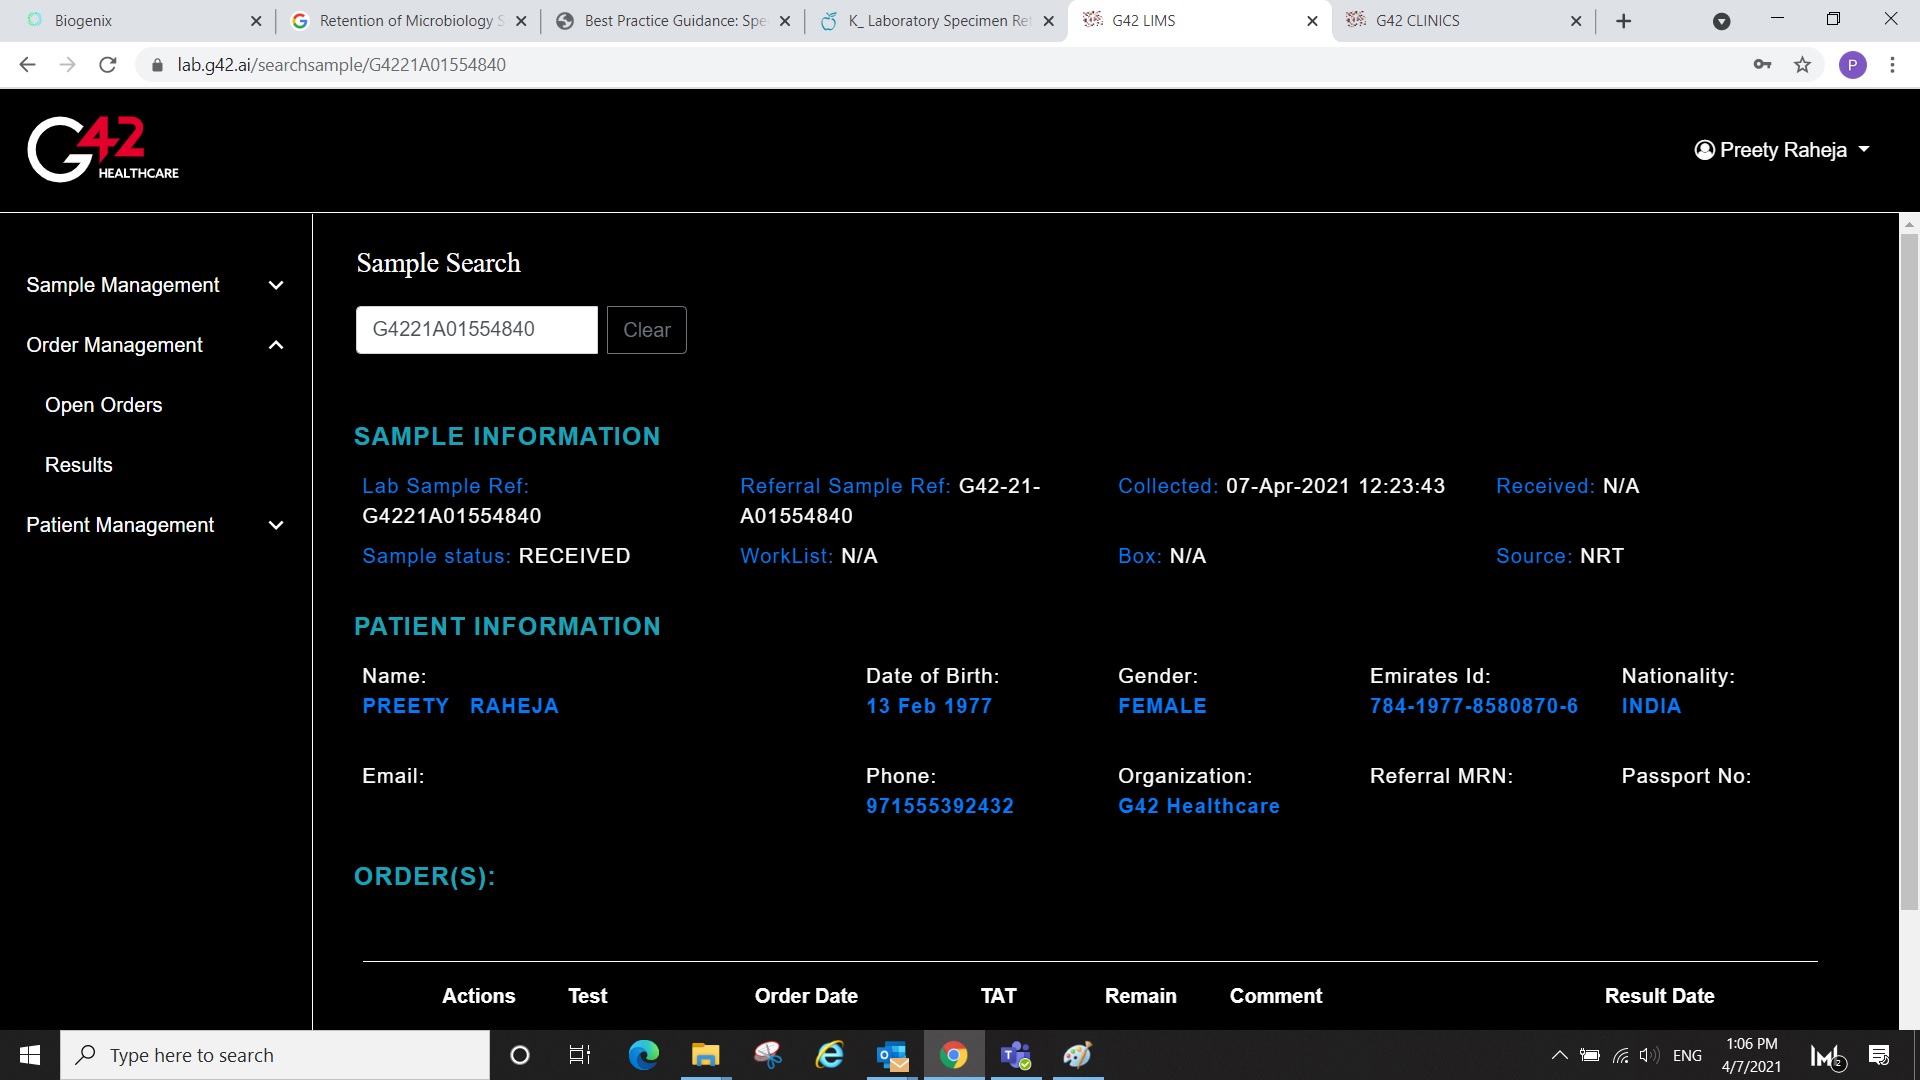 Biogenix
Retention of Microbiology S
Best Practice Guidance: Spe
K_ Laboratory Specimen Ret
G42 LIMS
G42 CLINICS
lab.g42.ai/searchsample/G4221A01554840
P
G42
HEALTHCARE
Preety Raheja
Sample Management
Order Management
Open Orders
Results
Patient Management
Sample Search
G4221A01554840
Clear
SAMPLE INFORMATION
Lab Sample Ref:
G4221A01554840
Referral Sample Ref: G42-21-
A01554840
Collected: 07-Apr-2021 12:23:43
Received: N/A
Sample status: RECEIVED
WorkList: N/A
Box: N/A
Source: NRT
PATIENT INFORMATION
Name:
PREETY RAHEJA
Date of Birth:
13 Feb 1977
Gender:
FEMALE
Emirates Id:
784-1977-8580870-6
Nationality:
INDIA
Email:
Phone:
971555392432
Organization:
G42 Healthcare
Referral MRN:
Passport No:
ORDER(S):
Actions Test Order Date TAT Remain Comment Result Date
Type here to search
ENG
1:06 PM
4/7/2021
2